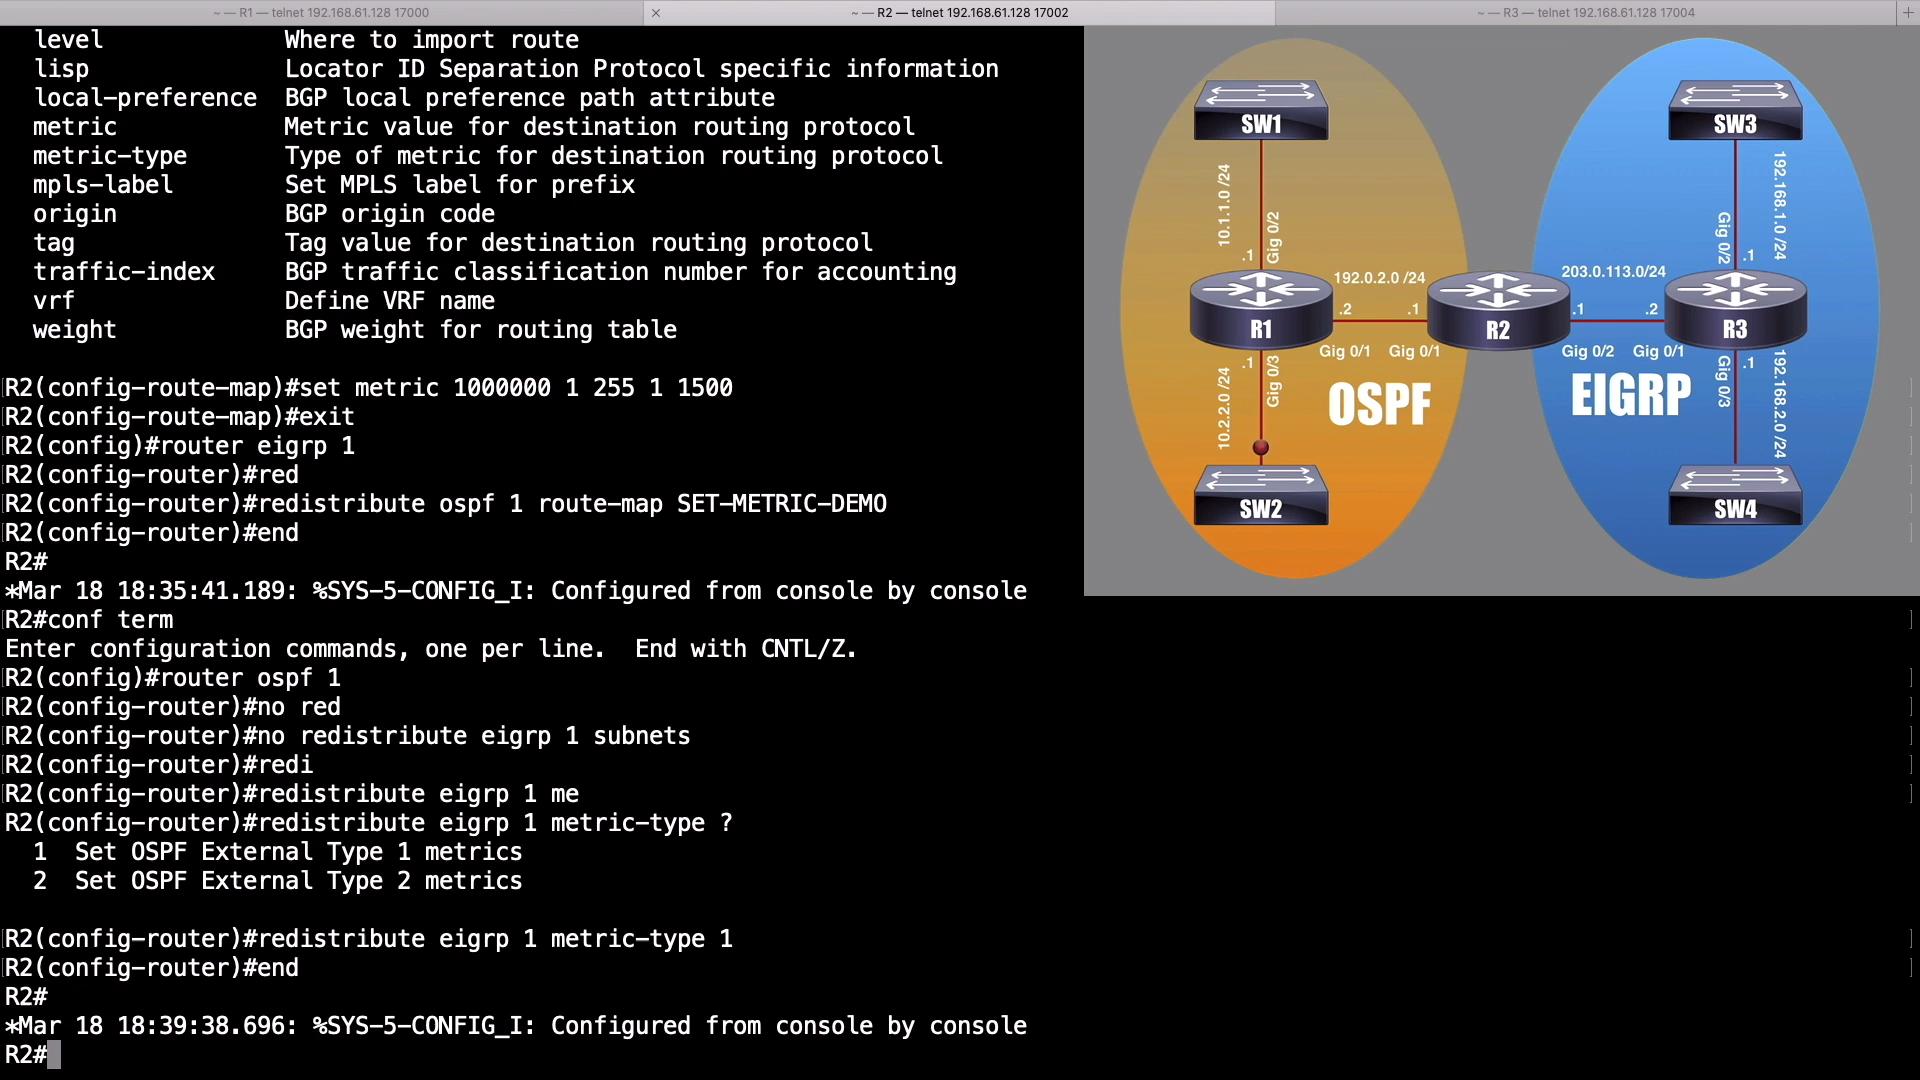 ~ — R1 — telnet 192.168.61.128 17000
~ — R2 — telnet 192.168.61.128 17002
~ — R3 — telnet 192.168.61.128 17004
level Where to import route
lisp Locator ID Separation Protocol specific information
local-preference BGP local preference path attribute
metric Metric value for destination routing protocol
metric-type Type of metric for destination routing protocol
mpls-label Set MPLS label for prefix
origin BGP origin code
tag Tag value for destination routing protocol
traffic-index BGP traffic classification number for accounting
vrf Define VRF name
weight BGP weight for routing table
R2(config-route-map)#set metric 1000000 1 255 1 1500
R2(config-route-map)#exit
R2(config)#router eigrp 1
R2(config-router)#red
R2(config-router)#redistribute ospf 1 route-map SET-METRIC-DEMO
R2(config-router)#end
R2#
*Mar 18 18:35:41.189: %SYS-5-CONFIG_I: Configured from console by console
R2#conf term
Enter configuration commands, one per line. End with CNTL/Z.
R2(config)#router ospf 1
R2(config-router)#no red
R2(config-router)#no redistribute eigrp 1 subnets
R2(config-router)#redi
R2(config-router)#redistribute eigrp 1 me
R2(config-router)#redistribute eigrp 1 metric-type ?
1 Set OSPF External Type 1 metrics
2 Set OSPF External Type 2 metrics
R2(config-router)#redistribute eigrp 1 metric-type 1
R2(config-router)#end
R2#
*Mar 18 18:39:38.696: %SYS-5-CONFIG_I: Configured from console by console
R2#
SW1
10.1.1.0 /24
.1
Gig 0/2
R1
.1
Gig 0/3
10.2.2.0 /24
SW2
192.0.2.0 /24
.2
.1
Gig 0/1
Gig 0/1
OSPF
R2
203.0.113.0/24
.1
.2
Gig 0/2
Gig 0/1
EIGRP
SW3
192.168.1.0 /24
Gig 0/2
.1
R3
Gig 0/3
.1
192.168.2.0 /24
SW4